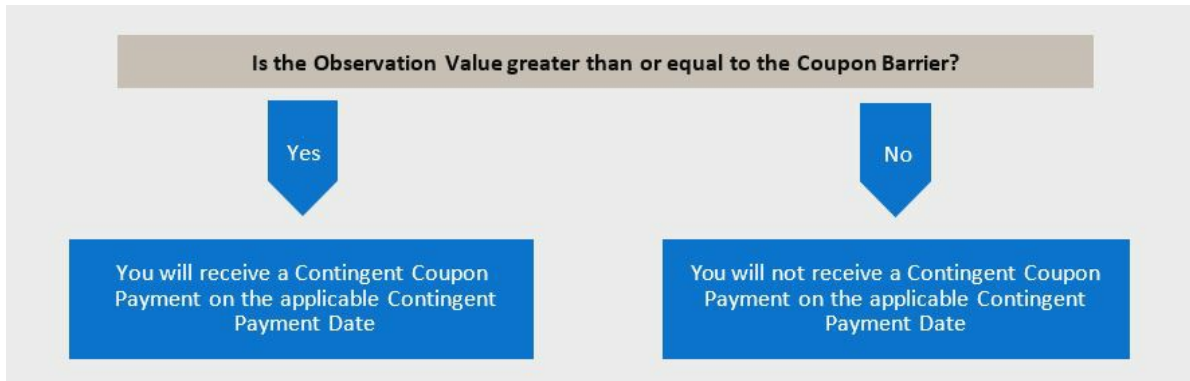 Is the Observation Value greater than or equal to the Coupon Barrier?
Yes
No
You will receive a Contingent Coupon
Payment on the applicable Contingent
Payment Date
You will not receive a Contingent Coupon
Payment on the applicable Contingent
Payment Date